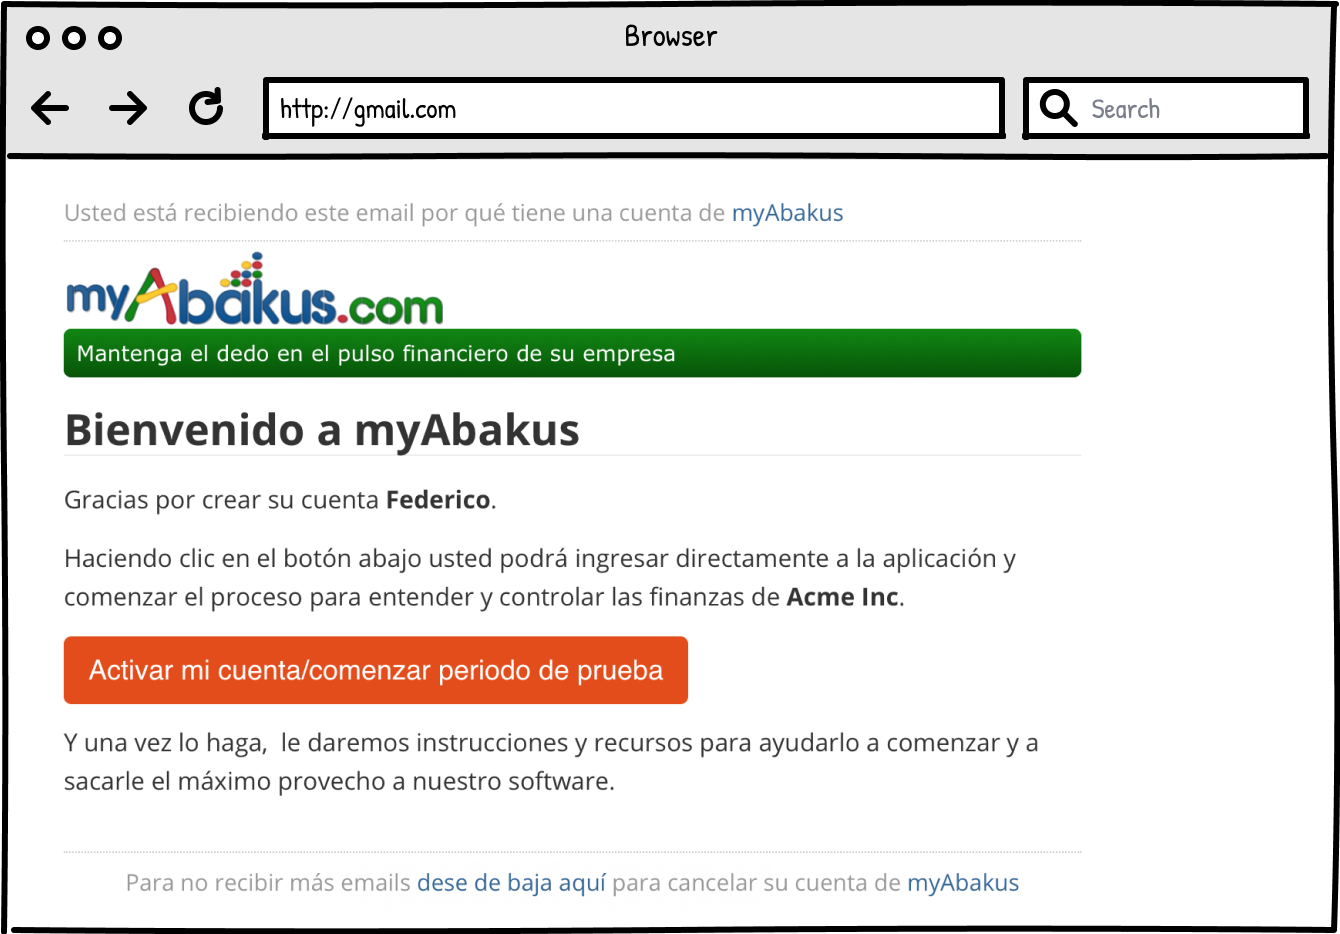 Browser
http://gmail.com
Search
Usted está recibiendo este email por qué tiene una cuenta de myAbakus
myAbakus.com
Mantenga el dedo en el pulso financiero de su empresa
Bienvenido a myAbakus
Gracias por crear su cuenta Federico.
Haciendo clic en el botón abajo usted podrá ingresar directamente a la aplicación y
comenzar el proceso para entender y controlar las finanzas de Acme Inc.
Activar mi cuenta/comenzar periodo de prueba
Y una vez lo haga, le daremos instrucciones y recursos para ayudarlo a comenzar y a
sacarle el máximo provecho a nuestro software.
Para no recibir más emails dese de baja aquí para cancelar su cuenta de myAbakus